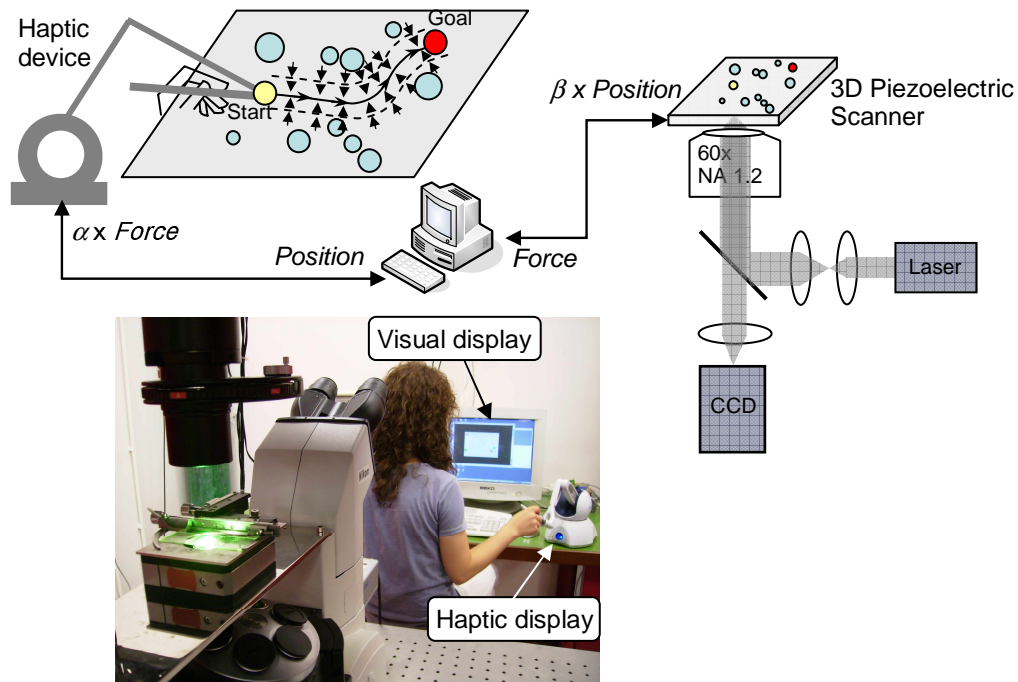 Haptic
device
Goal
Start
α x Force
Position
Force
β x Position
3D Piezoelectric
Scanner
60x
NA 1.2
Laser
CCD
Visual display
Haptic display
Nikon